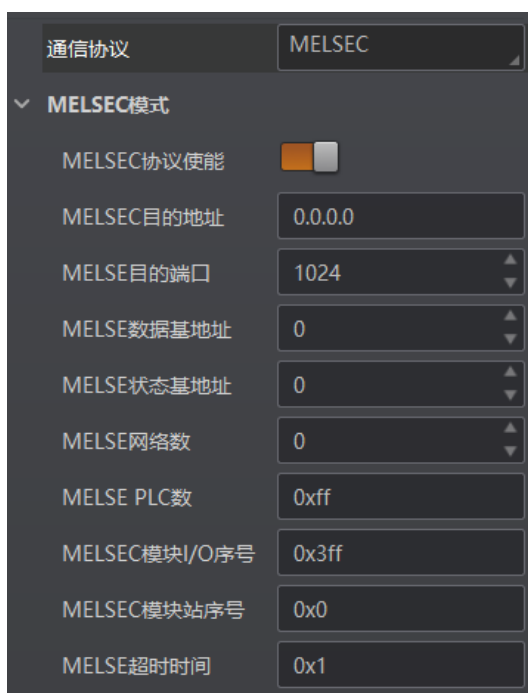 通信协议 MELSEC
MELSEC模式
MELSEC协议使能
MELSEC目的地址 0.0.0.0
MELSE目的端口 1024
MELSE数据基地址 0
MELSE状态基地址 0
MELSE网络数 0
MELSE PLC数 0xff
MELSEC模块I/O序号 0x3ff
MELSEC模块站序号 0x0
MELSE超时时间 0x1